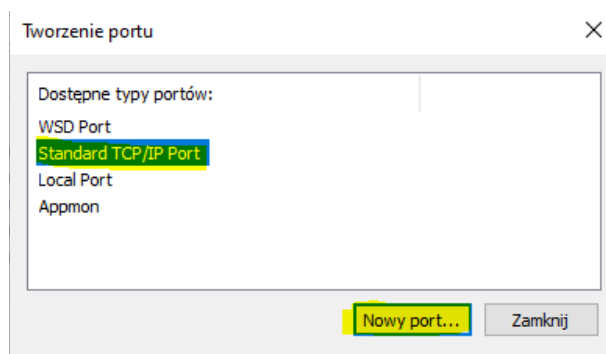 Tworzenie portu
Dostępne typy portów:
WSD Port
Standard TCP/IP Port
Local Port
Appmon
Nowy port...
Zamknij